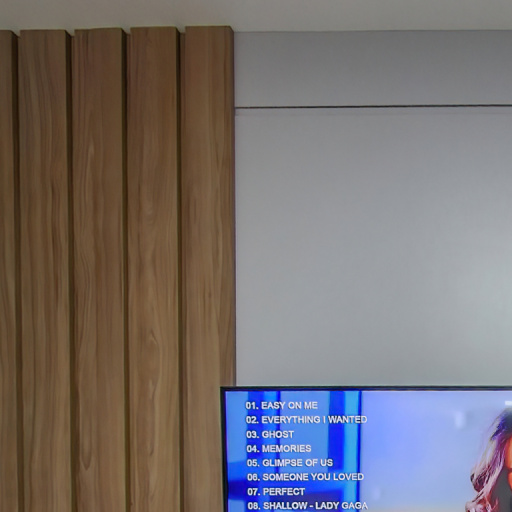 01. EASY ON ME
02. EVERYTHING I WANTED
03. GHOST
04. MEMORIES
05. GLIMPSE OF US
06. SOMEONE YOU LOVED
07. PERFECT
08. SHALLOW - LADY GAGA